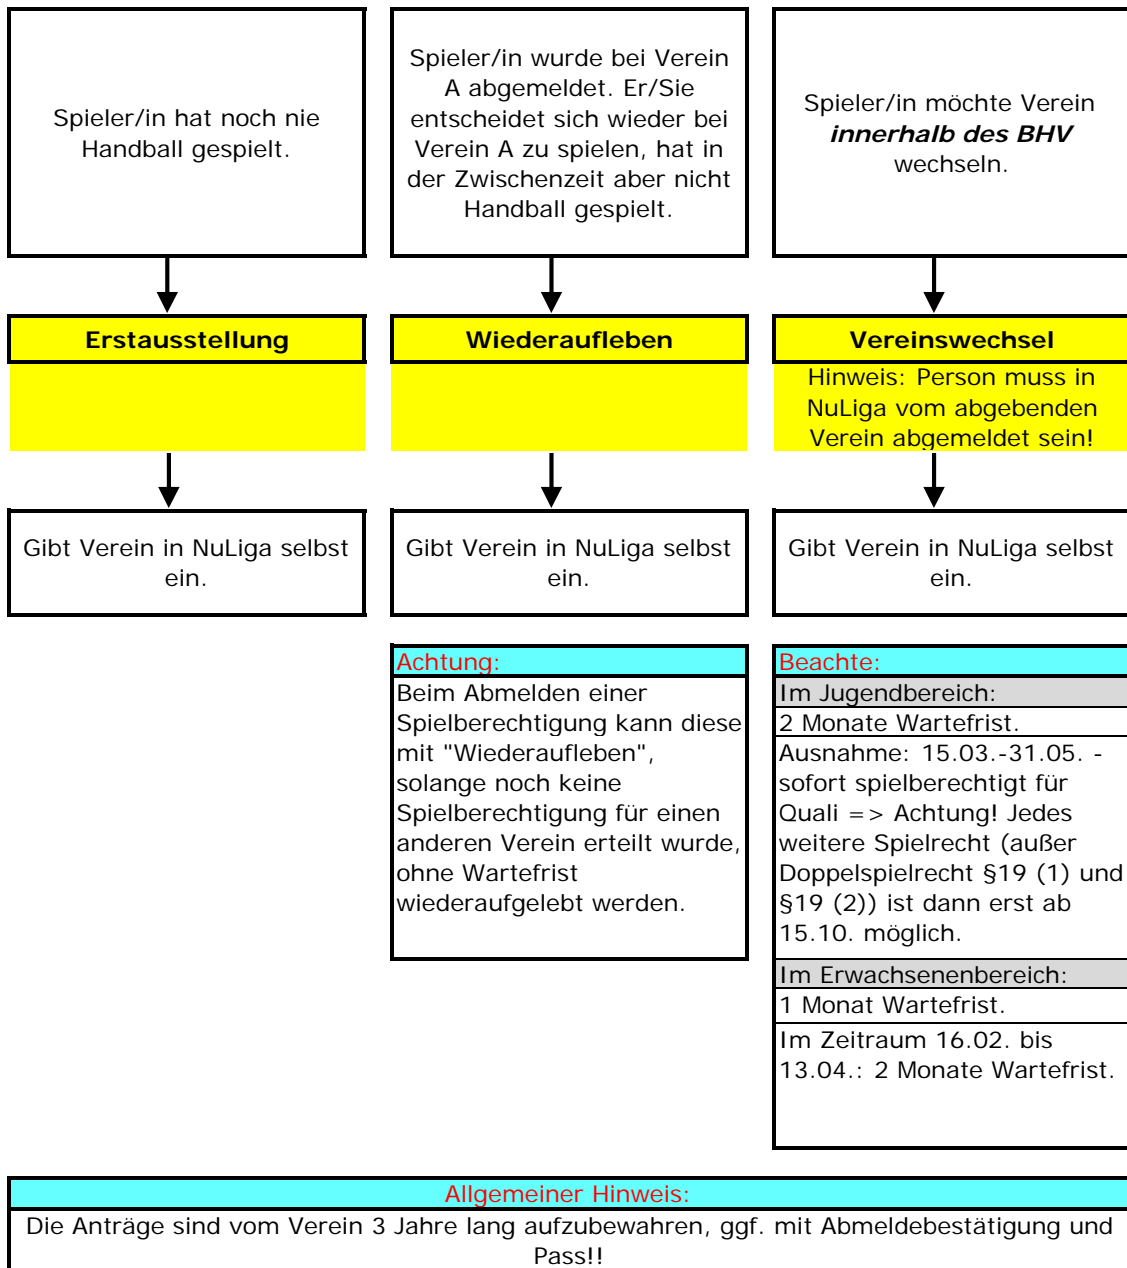 Spieler/in hat noch nie
Handball gespielt.
Spieler/in wurde bei Verein
A abgemeldet. Er/Sie
entscheidet sich wieder bei
Verein A zu spielen, hat in
der Zwischenzeit aber nicht
Handball gespielt.
Spieler/in möchte Verein
innerhalb des BHV
wechseln.
Erstausstellung
Wiederaufleben
Vereinswechsel
Hinweis: Person muss in
NuLiga vom abgebenden
Verein abgemeldet sein!
Gibt Verein in NuLiga selbst
ein.
Gibt Verein in NuLiga selbst
ein.
Gibt Verein in NuLiga selbst
ein.
Achtung:
Beim Abmelden einer
Spielberechtigung kann diese
mit "Wiederaufleben",
solange noch keine
Spielberechtigung für einen
anderen Verein erteilt wurde,
ohne Wartefrist
wiederaufgelebt werden.
Beachte:
Im Jugendbereich:
2 Monate Wartefrist.
Ausnahme: 15.03.-31.05. -
sofort spielberechtigt für
Quali => Achtung! Jedes
weitere Spielrecht (außer
Doppelspielrecht §19 (1) und
§19 (2)) ist dann erst ab
15.10. möglich.
Im Erwachsenenbereich:
1 Monat Wartefrist.
Im Zeitraum 16.02. bis
13.04.: 2 Monate Wartefrist.
Allgemeiner Hinweis:
Die Anträge sind vom Verein 3 Jahre lang aufzubewahren, ggf. mit Abmeldebestätigung und
Pass!!